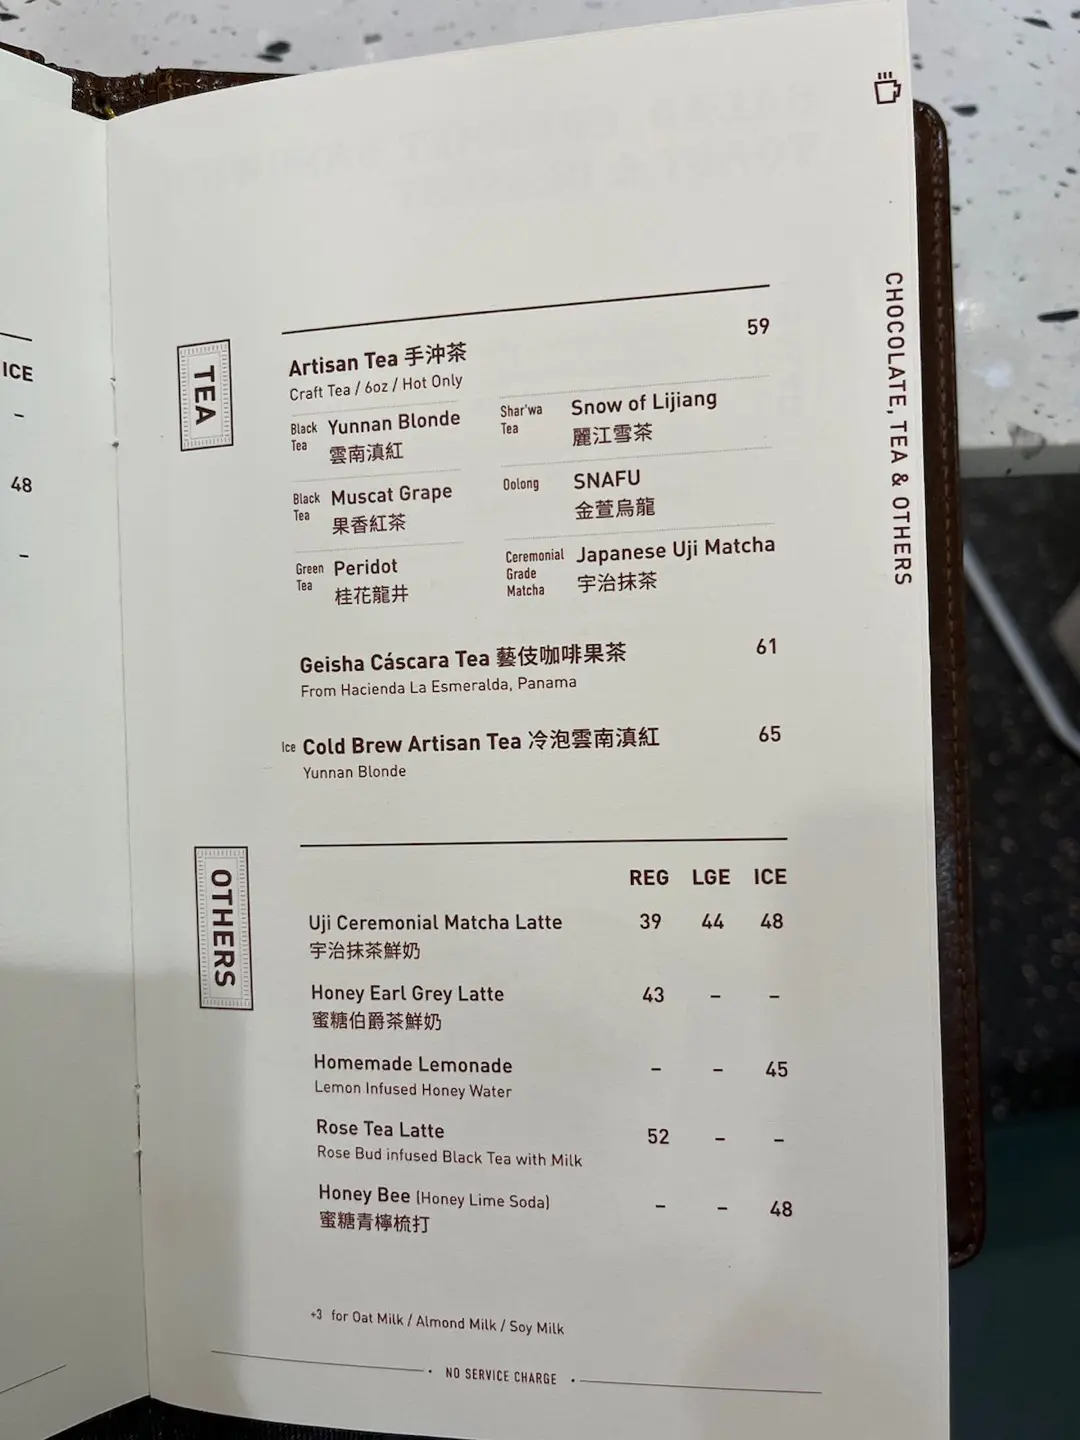 ICE
–
48
–
CHOCOLATE, TEA & OTHERS
TEA
59
Artisan Tea 手沖茶
Craft Tea / 6oz / Hot Only
Black Tea Yunnan Blonde
雲南滇紅
Shar'wa Tea Snow of Lijiang
麗江雪茶
Black Tea Muscat Grape
果香紅茶
Oolong SNAFU
金萱烏龍
Green Tea Peridot
桂花龍井
Ceremonial Grade Matcha Japanese Uji Matcha
宇治抹茶
Geisha Cáscara Tea 藝伎咖啡果茶 61
From Hacienda La Esmeralda, Panama
Ice Cold Brew Artisan Tea 冷泡雲南滇紅 65
Yunnan Blonde
OTHERS
REG LGE ICE
Uji Ceremonial Matcha Latte 39 44 48
宇治抹茶鮮奶
Honey Earl Grey Latte 43 – –
蜜糖伯爵茶鮮奶
Homemade Lemonade – – 45
Lemon Infused Honey Water
Rose Tea Latte 52 – –
Rose Bud infused Black Tea with Milk
Honey Bee (Honey Lime Soda) – – 48
蜜糖青檸梳打
+3 for Oat Milk / Almond Milk / Soy Milk
• NO SERVICE CHARGE •